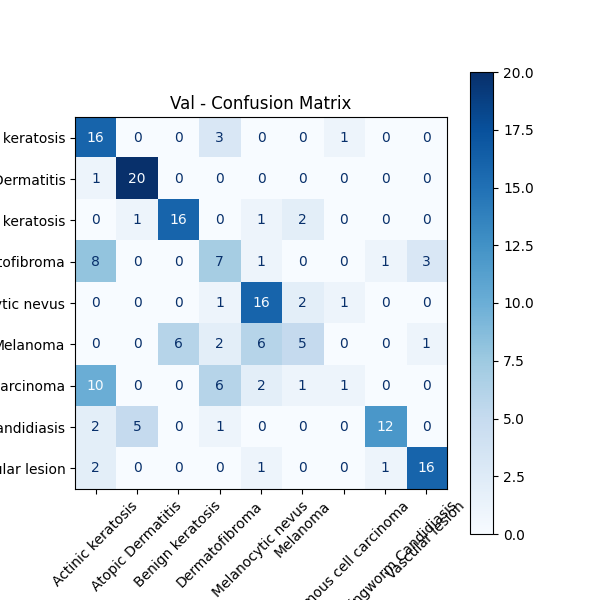 Val - Confusion Matrix
keratosis 16 0 0 3 0 0 1 0 0
Dermatitis 1 20 0 0 0 0 0 0 0
keratosis 0 1 16 0 1 2 0 0 0
tofibroma 8 0 0 7 1 0 0 1 3
ytic nevus 0 0 0 1 16 2 1 0 0
Melanoma 0 0 6 2 6 5 0 0 1
arcinoma 10 0 0 6 2 1 1 0 0
andidiasis 2 5 0 1 0 0 0 12 0
ular lesion 2 0 0 0 1 0 0 1 16
Actinic keratosis
Atopic Dermatitis
Benign keratosis
Dermatofibroma
Melanocytic nevus
Melanoma
mous cell carcinoma
ngworm Candidiasis
Vascular lesion
20.0
17.5
15.0
12.5
10.0
7.5
5.0
2.5
0.0